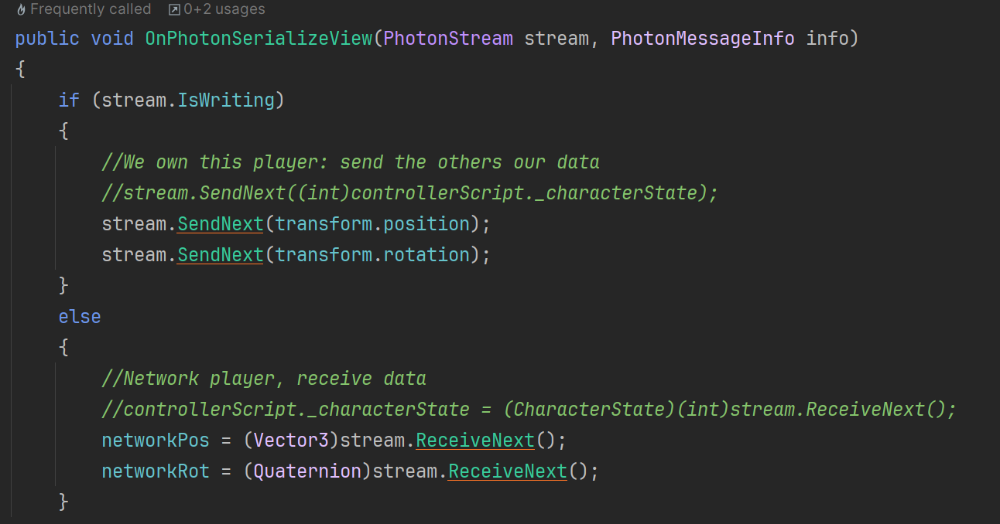 Frequently called 0+2 usages
public void OnPhotonSerializeView(PhotonStream stream, PhotonMessageInfo info)
{
if (stream.IsWriting)
{
//We own this player: send the others our data
//stream.SendNext((int)controllerScript._characterState);
stream.SendNext(transform.position);
stream.SendNext(transform.rotation);
}
else
{
//Network player, receive data
//controllerScript._characterState = (CharacterState)(int)stream.ReceiveNext();
networkPos = (Vector3)stream.ReceiveNext();
networkRot = (Quaternion)stream.ReceiveNext();
}